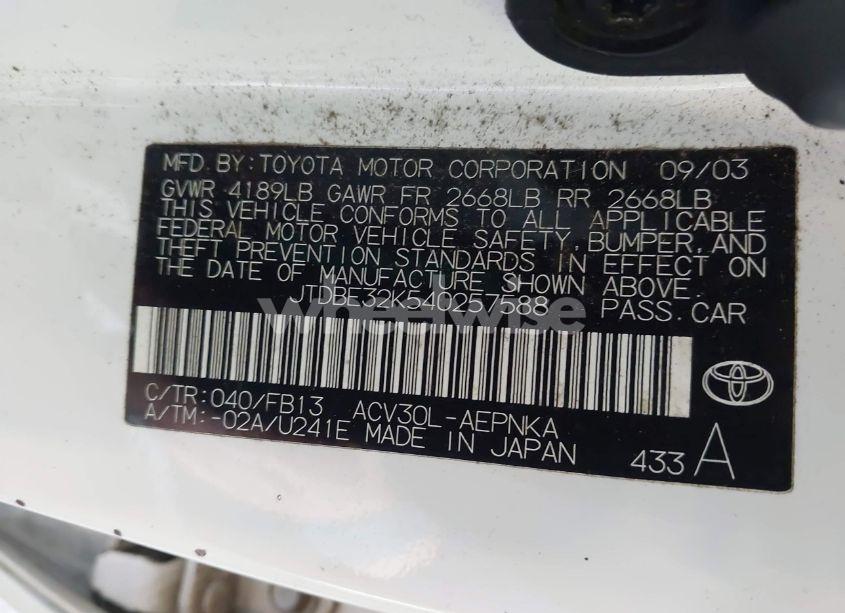 MFD BY: TOYOTA MOTOR CORPORATION 09/03
GVWR 4189LB GAWR FR 2668LB RR 2668LB
THIS VEHICLE CONFORMS TO ALL APPLICABLE
FEDERAL MOTOR VEHICLE SAFETY, BUMPER, AND
THEFT PREVENTION STANDARDS IN EFFECT ON
THE DATE OF MANUFACTURE SHOWN ABOVE.
JTDBE32K540257588 PASS. CAR
wheelwise
C/TR: 040/FB13 ACV30L-AEPNKA
A/TM: -02A/U241E MADE IN JAPAN
433 A